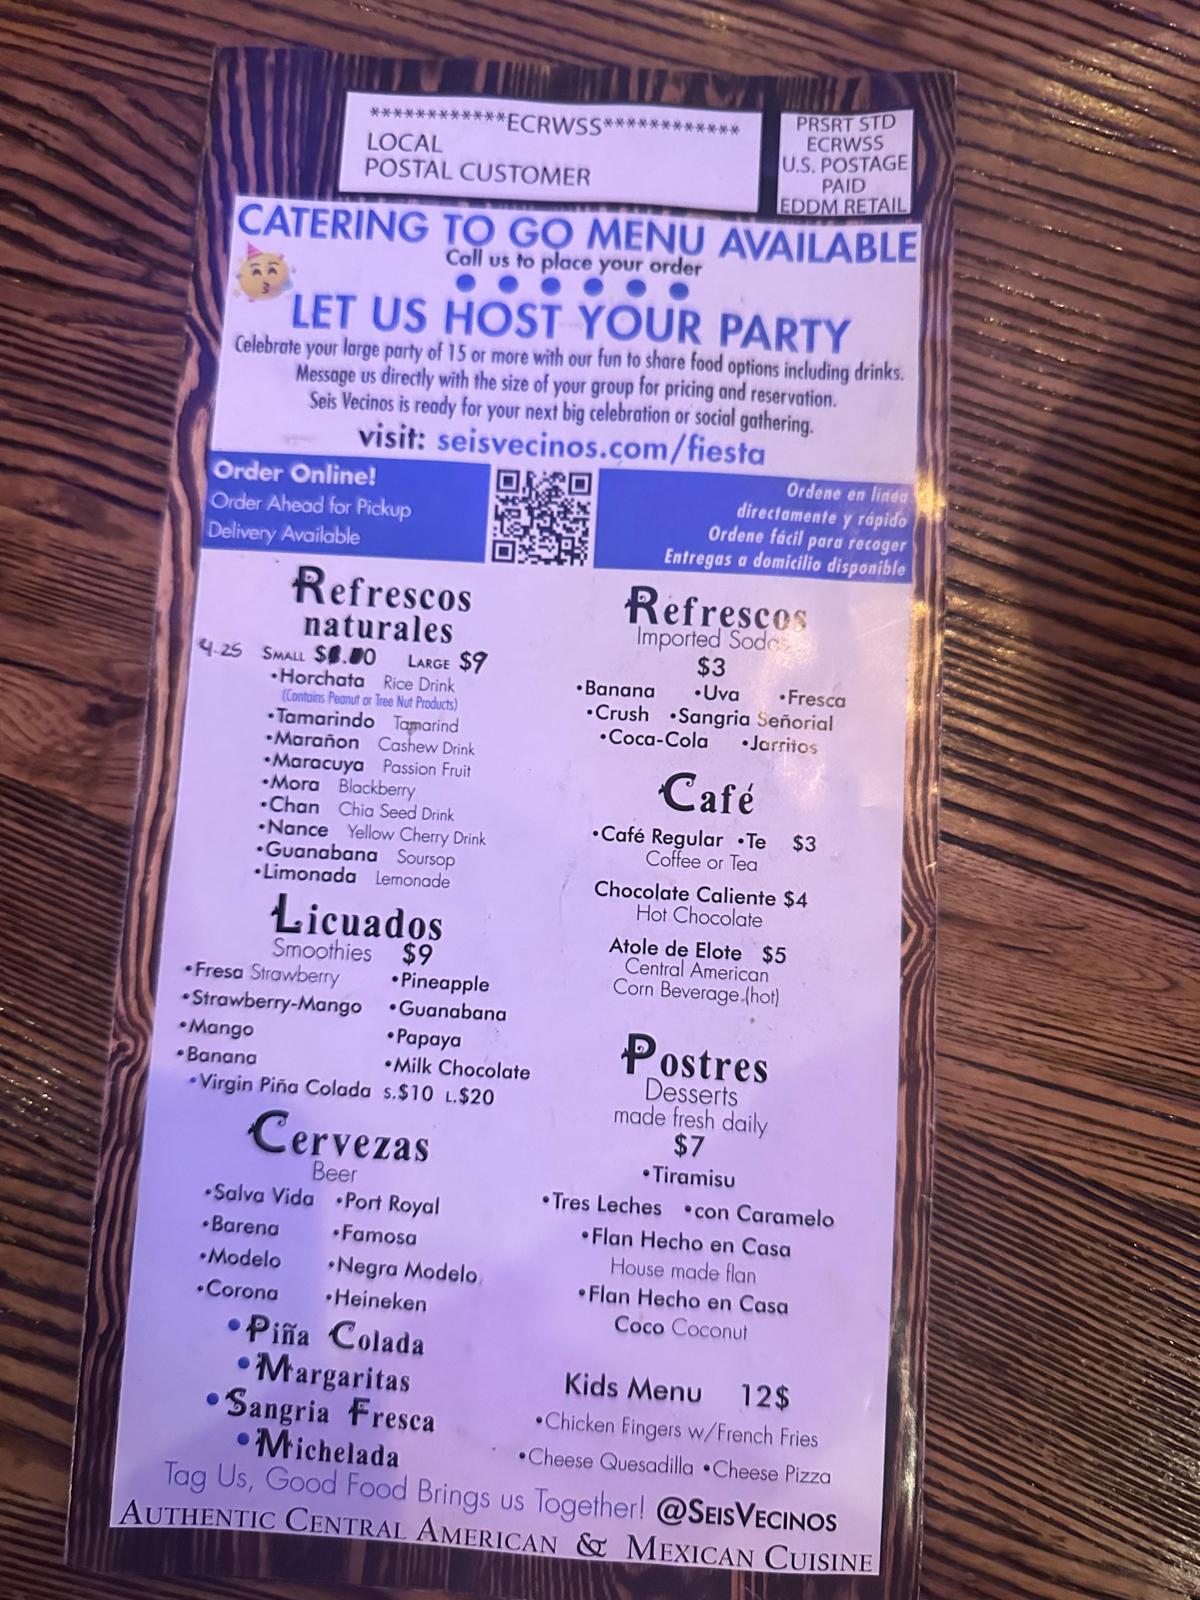 ************ECRWSS************
LOCAL
POSTAL CUSTOMER
PRSRT STD
ECRWSS
U.S. POSTAGE
PAID
EDDM RETAIL
CATERING TO GO MENU AVAILABLE
Call us to place your order
LET US HOST YOUR PARTY
Celebrate your large party of 15 or more with our fun to share food options including drinks.
Message us directly with the size of your group for pricing and reservation.
Seis Vecinos is ready for your next big celebration or social gathering.
visit: seisvecinos.com/fiesta
Order Online!
Order Ahead for Pickup
Delivery Available
Ordene en línea
directamente y rápido
Ordene fácil para recoger
Entregas a domicilio disponible
Refrescos
naturales
4.25 SMALL LARGE $9
•Horchata Rice Drink
(Contains Peanut or Tree Nut Products)
•Tamarindo Tamarind
•Marañon Cashew Drink
•Maracuya Passion Fruit
•Mora Blackberry
•Chan Chia Seed Drink
•Nance Yellow Cherry Drink
•Guanabana Soursop
•Limonada Lemonade
Licuados
Smoothies $9
•Fresa Strawberry •Pineapple
•Strawberry-Mango •Guanabana
•Mango •Papaya
•Banana •Milk Chocolate
•Virgin Piña Colada S.$10 L.$20
Cervezas
Beer
•Salva Vida •Port Royal
•Barena •Famosa
•Modelo •Negra Modelo
•Corona •Heineken
•Piña Colada
•Margaritas
•Sangria Fresca
•Michelada
Refrescos
Imported Sodas
$3
•Banana •Uva •Fresca
•Crush •Sangria Señorial
•Coca-Cola •Jarritos
Café
•Café Regular •Te $3
Coffee or Tea
Chocolate Caliente $4
Hot Chocolate
Atole de Elote $5
Central American
Corn Beverage.(hot)
Postres
Desserts
made fresh daily
$7
•Tiramisu
•Tres Leches •con Caramelo
•Flan Hecho en Casa
House made flan
•Flan Hecho en Casa
Coco Coconut
Kids Menu 12$
•Chicken Fingers w/French Fries
•Cheese Quesadilla •Cheese Pizza
Tag Us, Good Food Brings us Together! @SEISVECINOS
AUTHENTIC CENTRAL AMERICAN & MEXICAN CUISINE